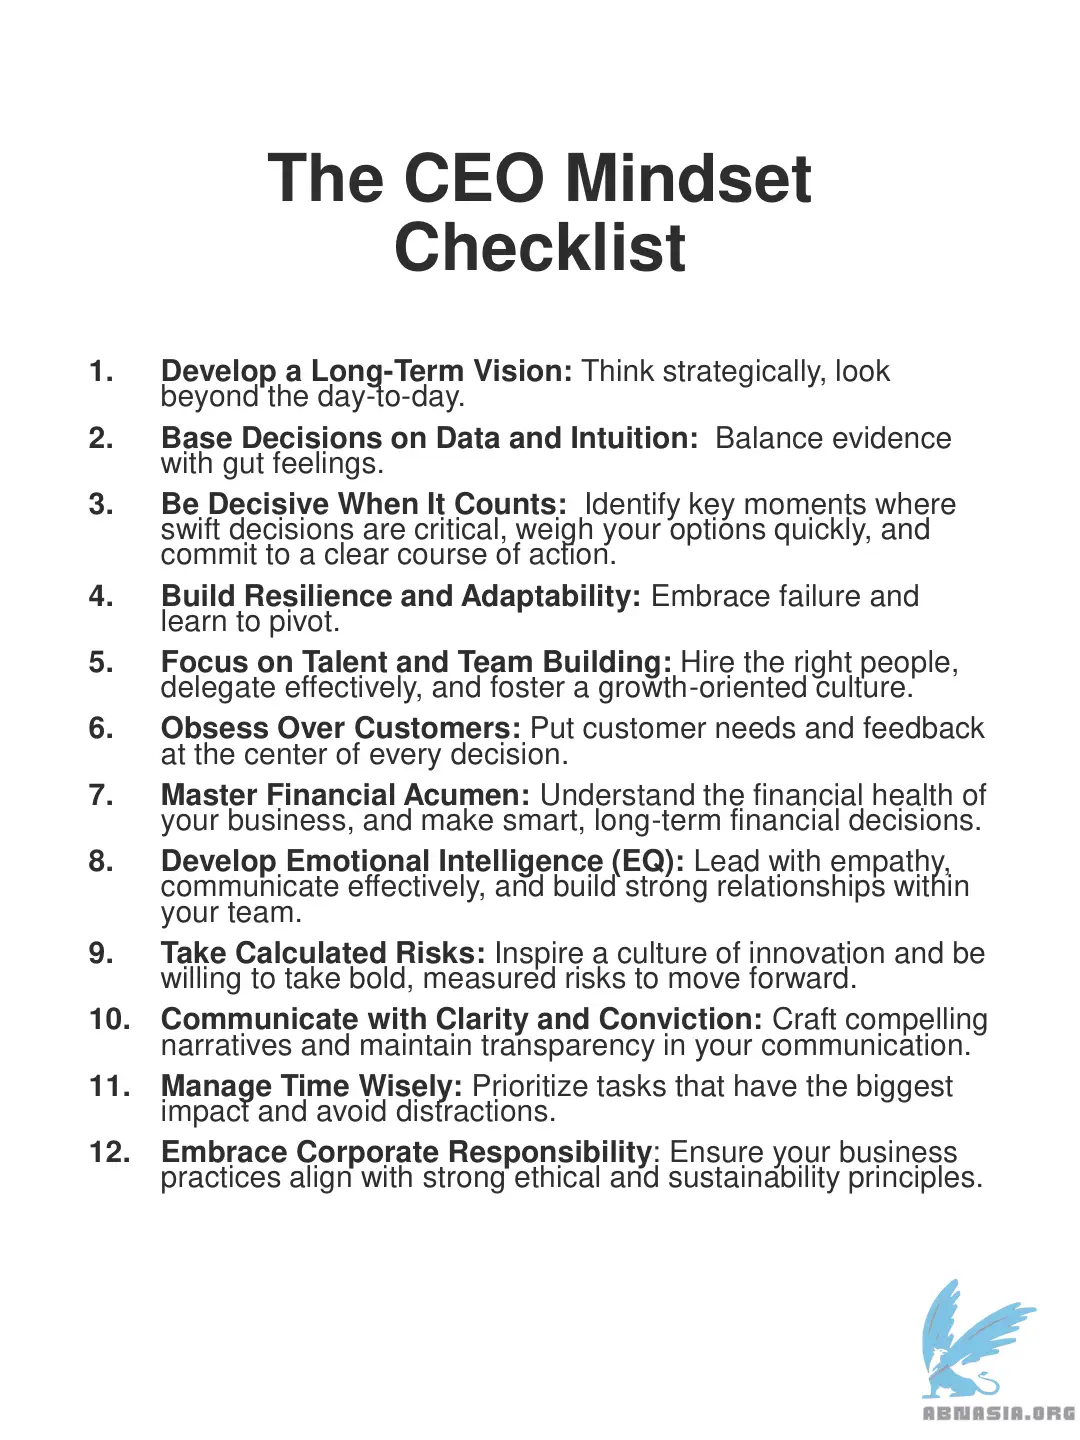 The CEO Mindset
Checklist
1. Develop a Long-Term Vision: Think strategically, look
beyond the day-to-day.
2. Base Decisions on Data and Intuition:  Balance evidence
with gut feelings.
3. Be Decisive When It Counts:  Identify key moments where
swift decisions are critical, weigh your options quickly, and
commit to a clear course of action.
4. Build Resilience and Adaptability: Embrace failure and
learn to pivot.
5. Focus on Talent and Team Building: Hire the right people,
delegate effectively, and foster a growth-oriented culture.
6. Obsess Over Customers: Put customer needs and feedback
at the center of every decision.
7. Master Financial Acumen: Understand the financial health of
your business, and make smart, long-term financial decisions.
8. Develop Emotional Intelligence (EQ): Lead with empathy,
communicate effectively, and build strong relationships within
your team.
9. Take Calculated Risks: Inspire a culture of innovation and be
willing to take bold, measured risks to move forward.
10. Communicate with Clarity and Conviction: Craft compelling
narratives and maintain transparency in your communication.
11. Manage Time Wisely: Prioritize tasks that have the biggest
impact and avoid distractions.
12. Embrace Corporate Responsibility: Ensure your business
practices align with strong ethical and sustainability principles.
ABNASIA.ORG